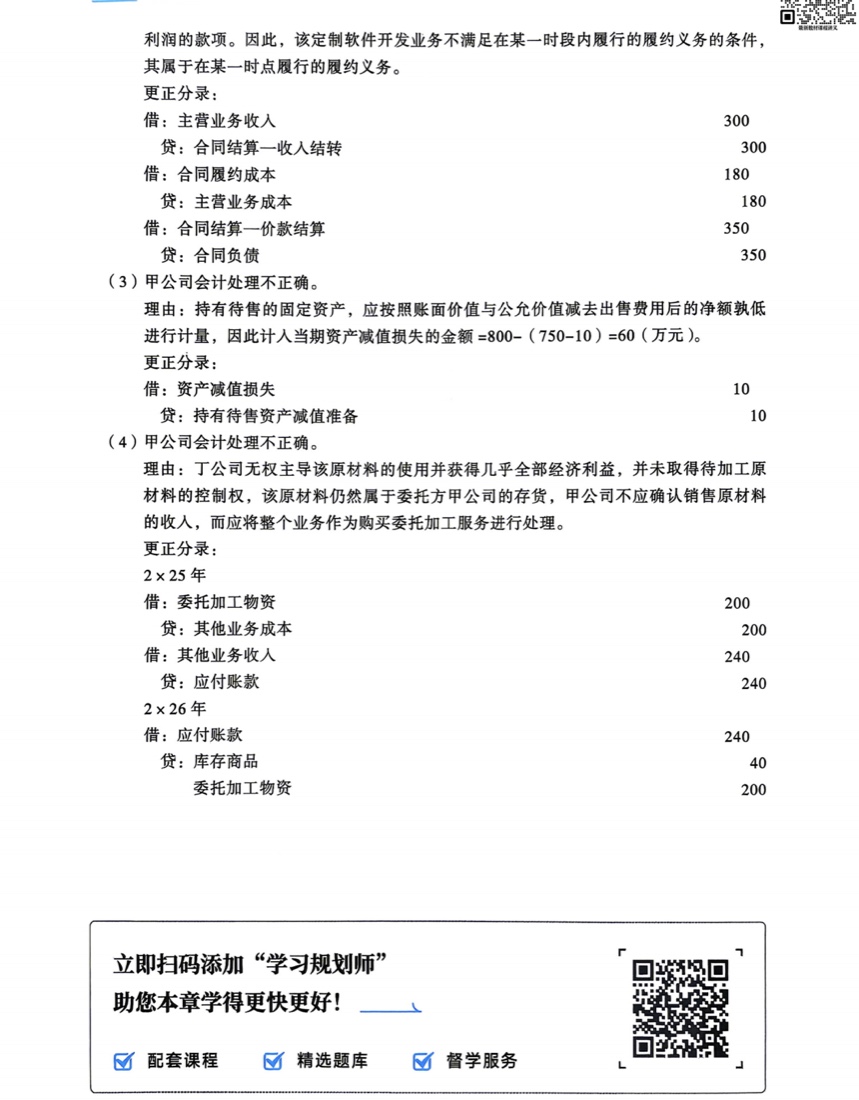 利润的款项。因此，该定制软件开发业务不满足在某一时段内履行的履约义务的条件，
其属于在某一时点履行的履约义务。
更正分录：
借：主营业务收入 300
贷：合同结算—收入结转 300
借：合同履约成本 180
贷：主营业务成本 180
借：合同结算—价款结算 350
贷：合同负债 350
（3）甲公司会计处理不正确。
理由：持有待售的固定资产，应按照账面价值与公允价值减去出售费用后的净额孰低
进行计量，因此计入当期资产减值损失的金额 =800-（750-10）=60（万元）。
更正分录：
借：资产减值损失 10
贷：持有待售资产减值准备 10
（4）甲公司会计处理不正确。
理由：丁公司无权主导该原材料的使用并获得几乎全部经济利益，并未取得待加工原
材料的控制权，该原材料仍然属于委托方甲公司的存货，甲公司不应确认销售原材料
的收入，而应将整个业务作为购买委托加工服务进行处理。
更正分录：
2×25 年
借：委托加工物资 200
贷：其他业务成本 200
借：其他业务收入 240
贷：应付账款 240
2×26 年
借：应付账款 240
贷：库存商品 40
委托加工物资 200
立即扫码添加“学习规划师”
助您本章学得更快更好！
配套课程 精选题库 督学服务